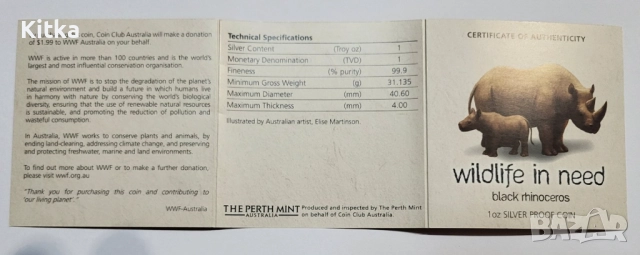 Kitka
coin, Coin Club Australia will make a donation
of $1.99 to WWF Australia on your behalf.
WWF is active in more than 100 countries and is the world's
largest and most influential conservation organisation.
The mission of WWF is to stop the degradation of the planet's
natural environment and build a future in which humans live
in harmony with nature by conserving the world's biological
diversity, ensuring that the use of renewable natural resources
is sustainable, and promoting the reduction of pollution and
wasteful consumption.
In Australia, WWF works to conserve plants and animals, by
ending land-clearing, addressing climate change, and preserving
and protecting freshwater, marine and land environments.
To find out more about WWF or to make a further donation,
please visit wwf.org.au
"Thank you for purchasing this coin and contributing to
'our living planet'."
WWF-Australia
Technical Specifications
Silver Content (Troy oz) 1
Monetary Denomination (TVD) 1
Fineness (% purity) 99.9
Minimum Gross Weight (g) 31.135
Maximum Diameter (mm) 40.60
Maximum Thickness (mm) 4.00
Illustrated by Australian artist, Elise Martinson.
THE PERTH MINT
AUSTRALIA
Produced and inspected by The Perth Mint
on behalf of Coin Club Australia.
CERTIFICATE OF AUTHENTICITY
wildlife in need
black rhinoceros
1oz SILVER PROOF COIN
BAZAR